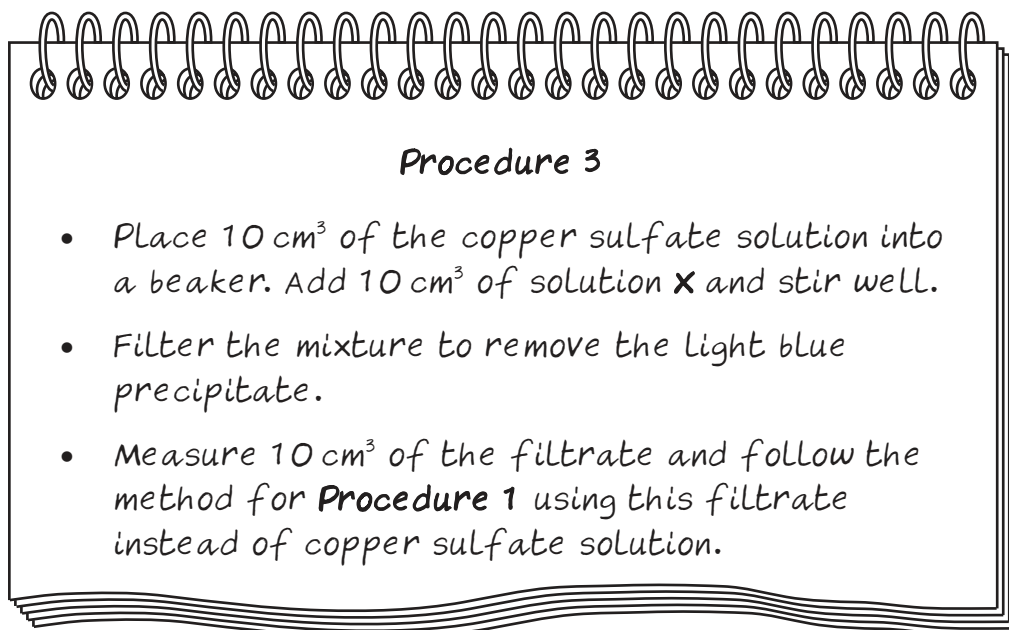 Procedure 3
• Place 10 cm³ of the copper sulfate solution into
a beaker. Add 10 cm³ of solution X and stir well.
• Filter the mixture to remove the light blue
precipitate.
• Measure 10 cm³ of the filtrate and follow the
method for Procedure 1 using this filtrate
instead of copper sulfate solution.